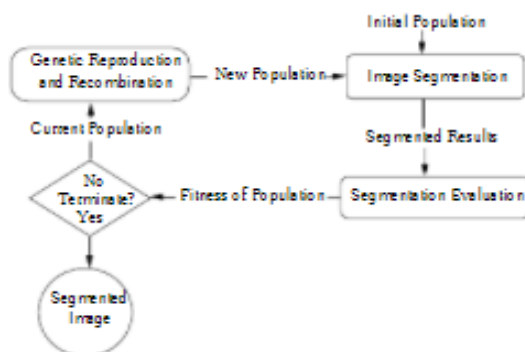 Initial Population
Genetic Reproduction
and Recombination
New Population
Image Segmentation
Current Population
Segmented Results
No
Terminate?
Yes
Fitness of Population
Segmentation Evaluation
Segmented
Image